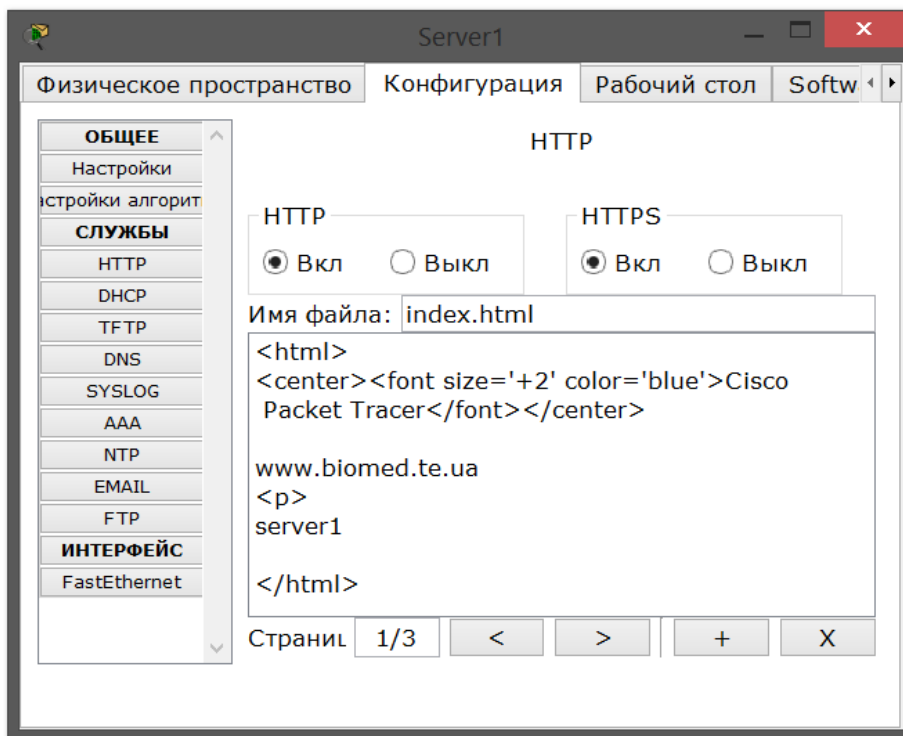 Server1
Физическое пространство Конфигурация Рабочий стол Softw
ОБЩЕЕ
Настройки
астройки алгорит
СЛУЖБЫ
HTTP
DHCP
TFTP
DNS
SYSLOG
AAA
NTP
EMAIL
FTP
ИНТЕРФЕЙС
FastEthernet
HTTP
HTTP HTTPS
Вкл Выкл Вкл Выкл
Имя файла: index.html
<html>
<center><font size='+2' color='blue'>Cisco
Packet Tracer</font></center>
www.biomed.te.ua
<p>
server1
</html>
Страниц 1/3 < > + X